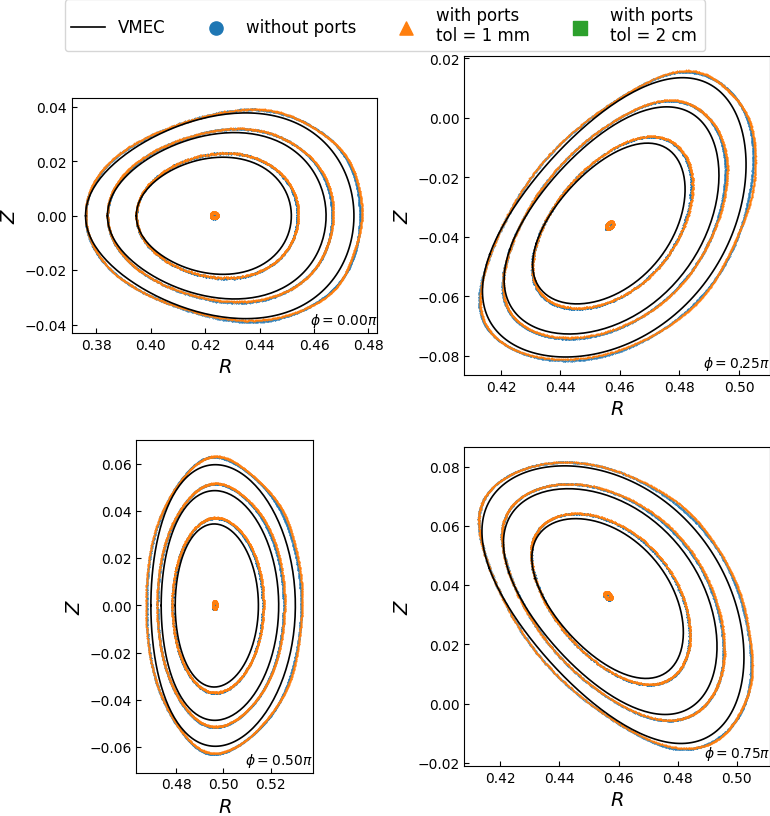 VMEC
without ports
with ports
tol = 1 mm
with ports
tol = 2 cm
0.04
0.02
0.00
−0.02
−0.04
Z
0.38 0.40 0.42 0.44 0.46 0.48
R
ϕ = 0.00π
0.02
0.00
−0.02
−0.04
−0.06
−0.08
Z
0.42 0.44 0.46 0.48 0.50
R
ϕ = 0.25π
0.06
0.04
0.02
0.00
−0.02
−0.04
−0.06
Z
0.48 0.50 0.52
R
ϕ = 0.50π
0.08
0.06
0.04
0.02
0.00
−0.02
Z
0.42 0.44 0.46 0.48 0.50
R
ϕ = 0.75π